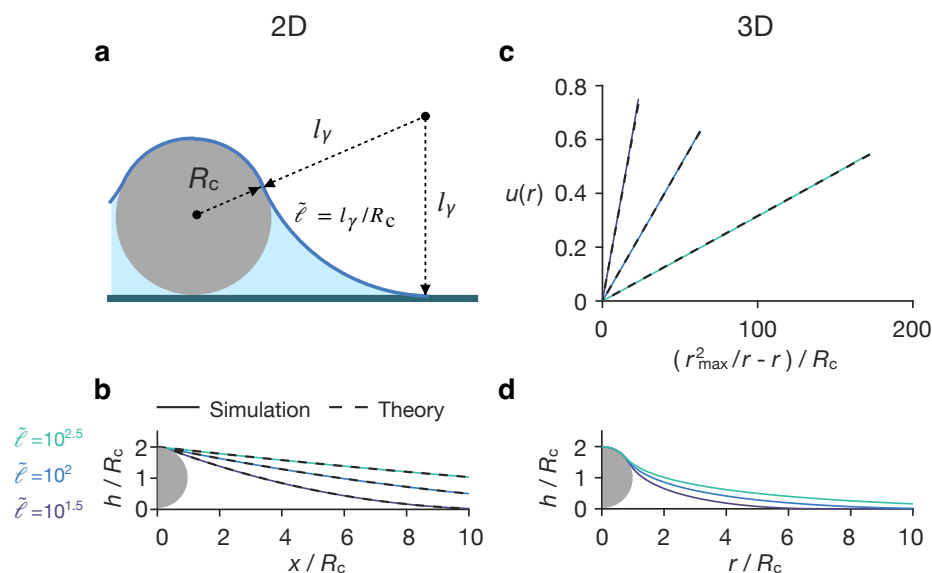 2D
3D
a
l_γ
R_c
ℓ̃ = l_γ/R_c
l_γ
c
0.8
0.6
u(r)
0.4
0.2
0
0
100
200
(r²_max/r - r) / R_c
b
Simulation
Theory
ℓ̃ =10^2.5
ℓ̃ =10^2
ℓ̃ =10^1.5
h / R_c
2
1
0
0 2 4 6 8 10
x / R_c
d
h / R_c
2
1
0
0 2 4 6 8 10
r / R_c